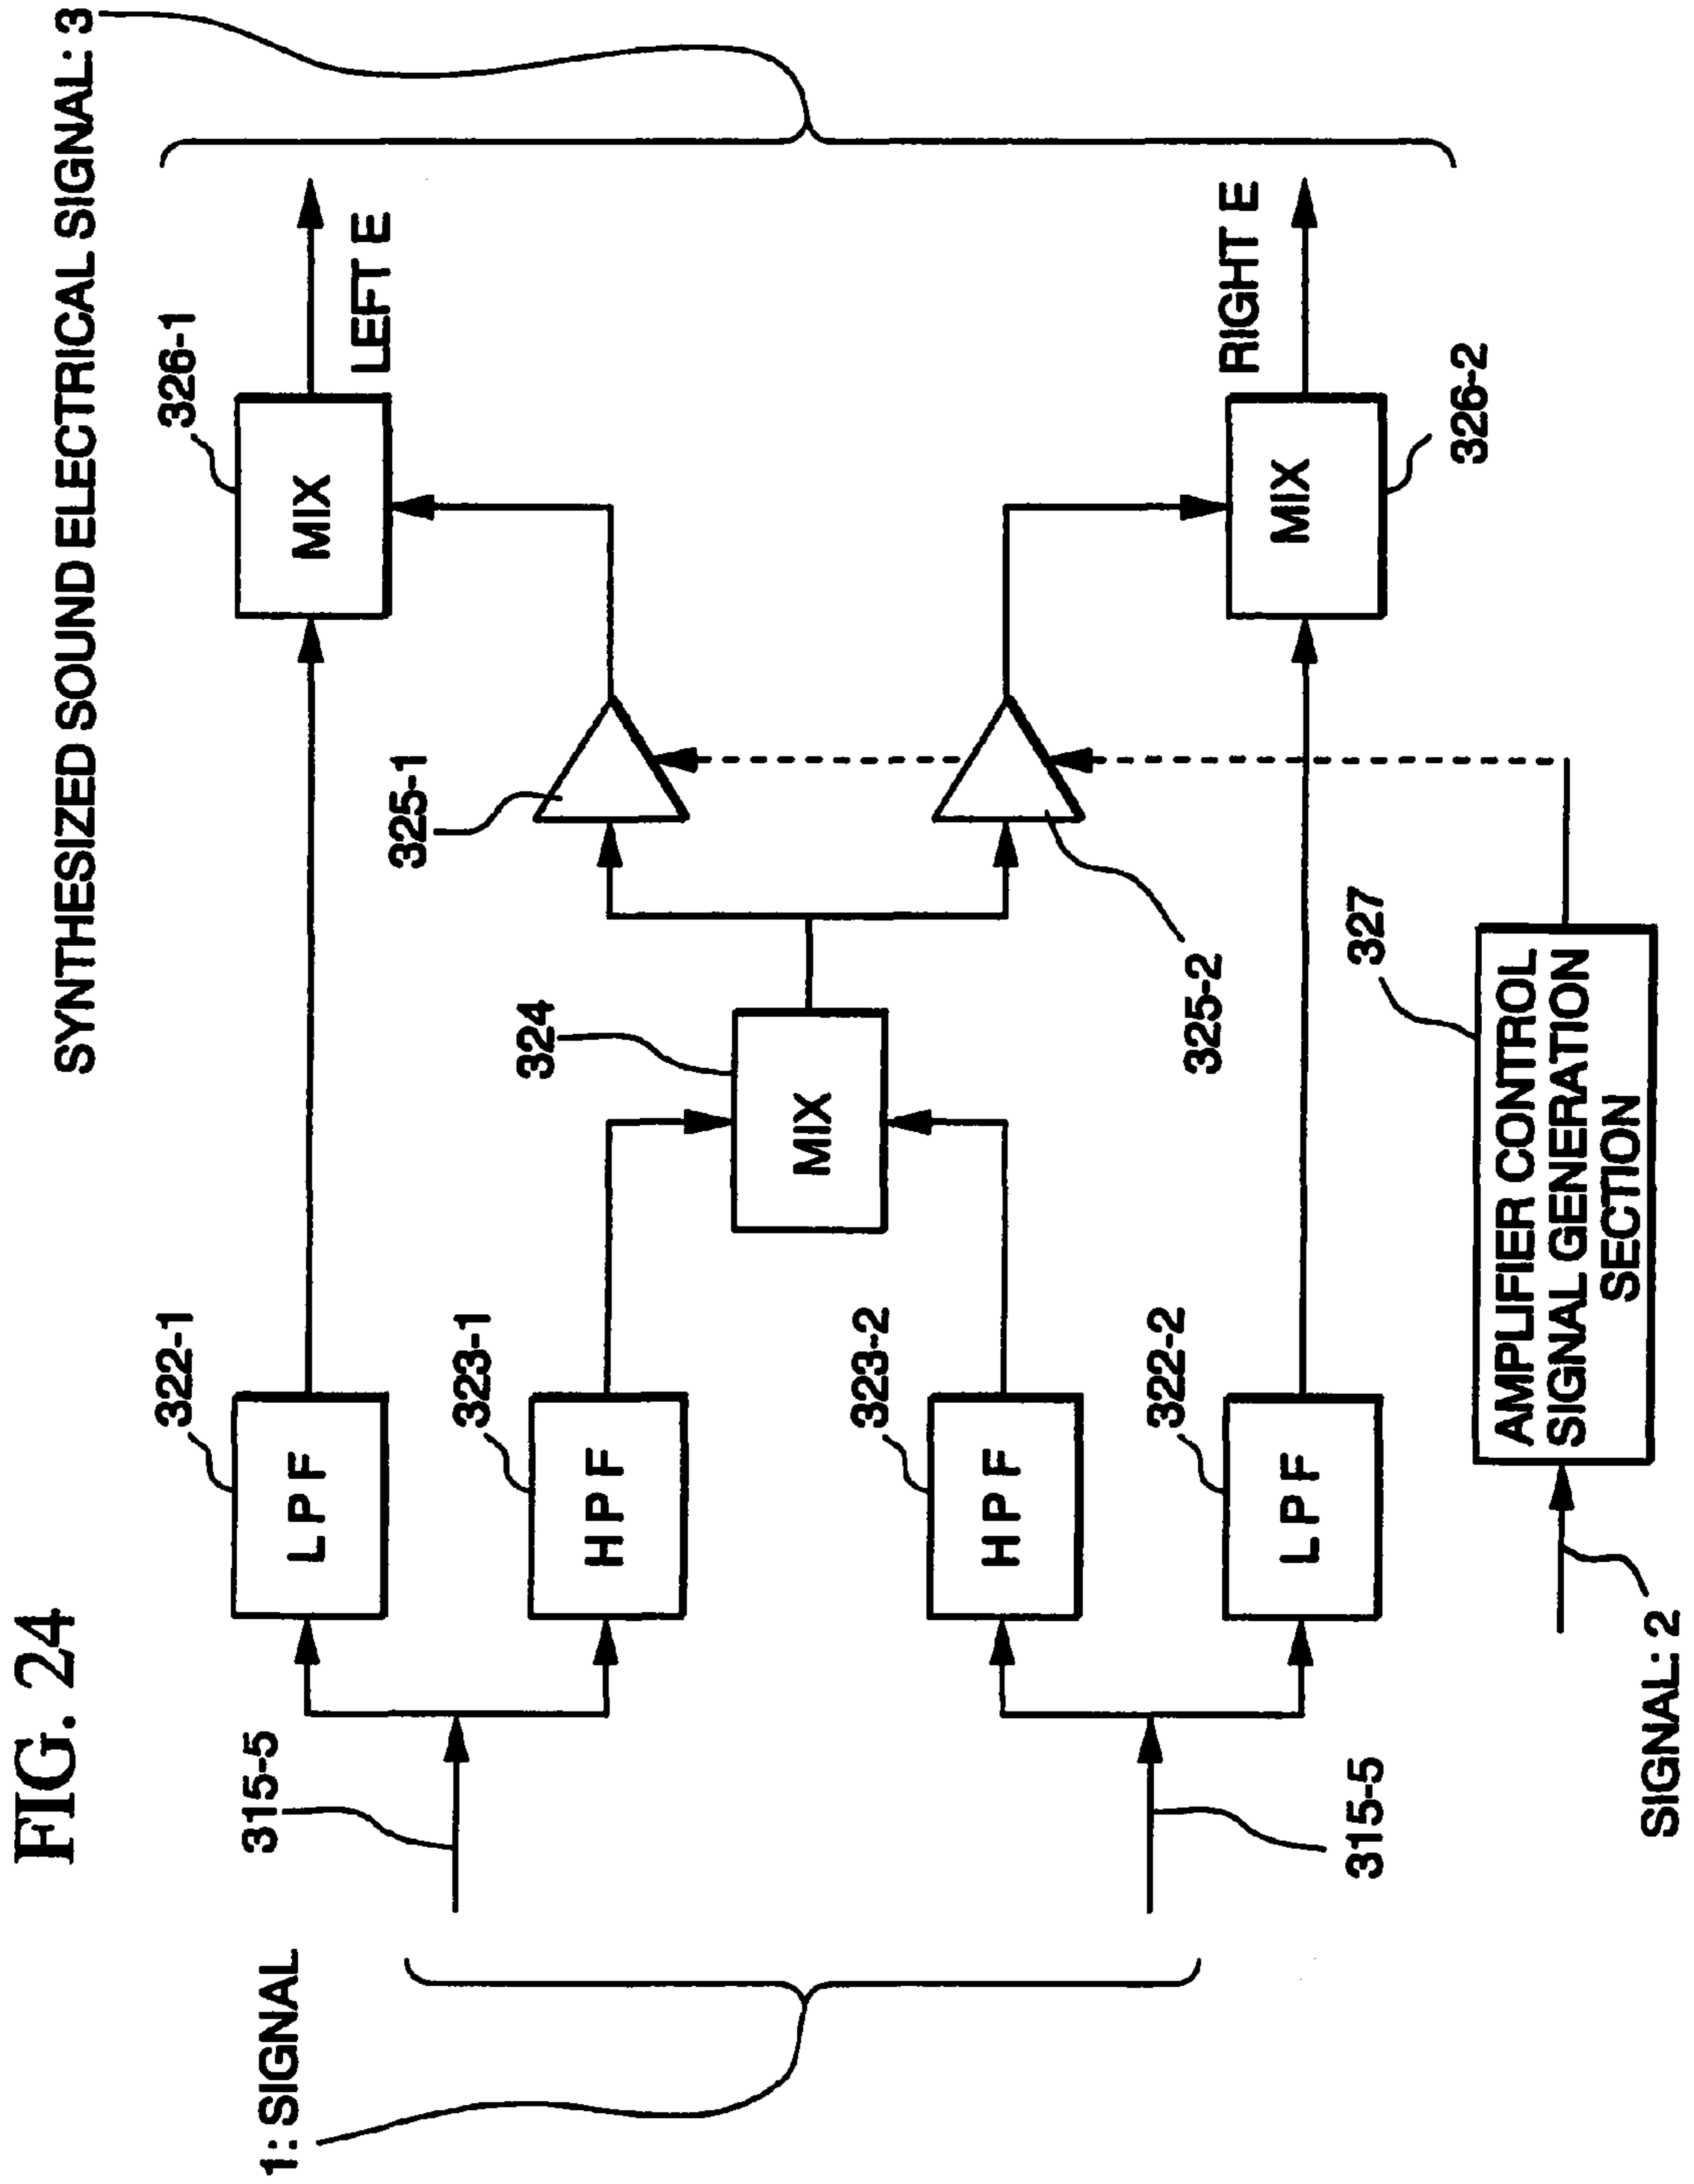 FIG. 24
SYNTHESIZED SOUND ELECTRICAL SIGNAL: 3
1: SIGNAL
315-5
322-1
LPF
326-1
MIX
LEFT E
323-1
HPF
325-1
324
MIX
323-2
HPF
325-2
322-2
LPF
RIGHT E
MIX
326-2
315-5
327
AMPLIFIER CONTROL
SIGNAL GENERATION
SECTION
SIGNAL: 2